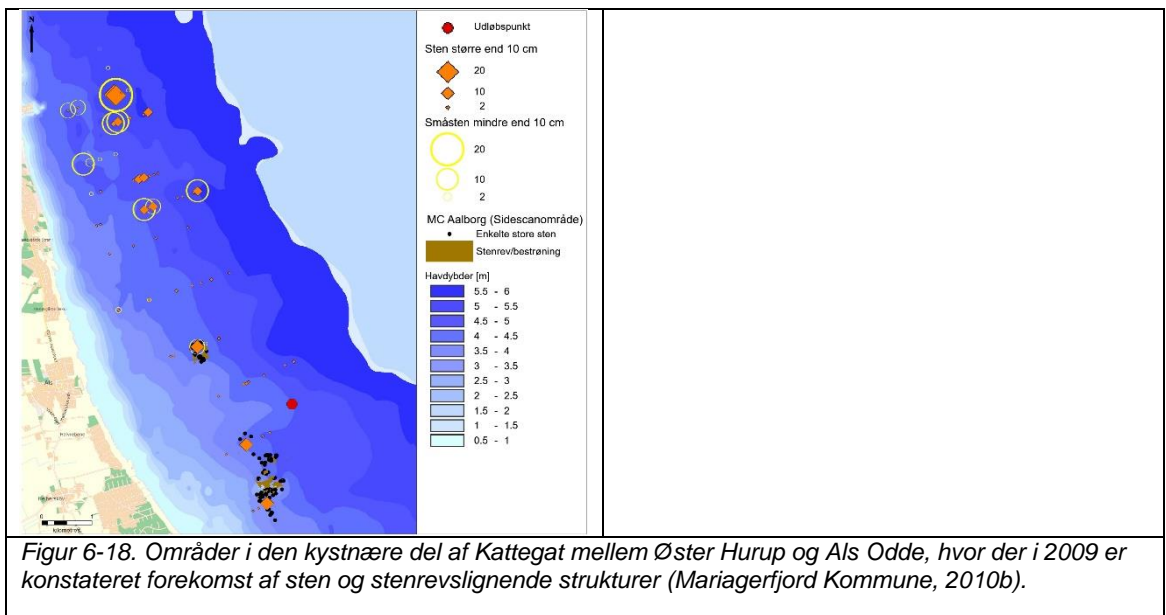 N
Udløbspunkt
Sten større end 10 cm
20
10
2
Småsten mindre end 10 cm
20
10
2
MC Aalborg (Sidescanområde)
Enkelte store sten
Stenrev/bestrøning
Havdybder [m]
5.5 - 6
5 - 5.5
4.5 - 5
4 - 4.5
3.5 - 4
3 - 3.5
2.5 - 3
2 - 2.5
1.5 - 2
1 - 1.5
0.5 - 1
0 1
Figur 6-18. Områder i den kystnære del af Kattegat mellem Øster Hurup og Als Odde, hvor der i 2009 er
konstateret forekomst af sten og stenrevslignende strukturer (Mariagerfjord Kommune, 2010b).